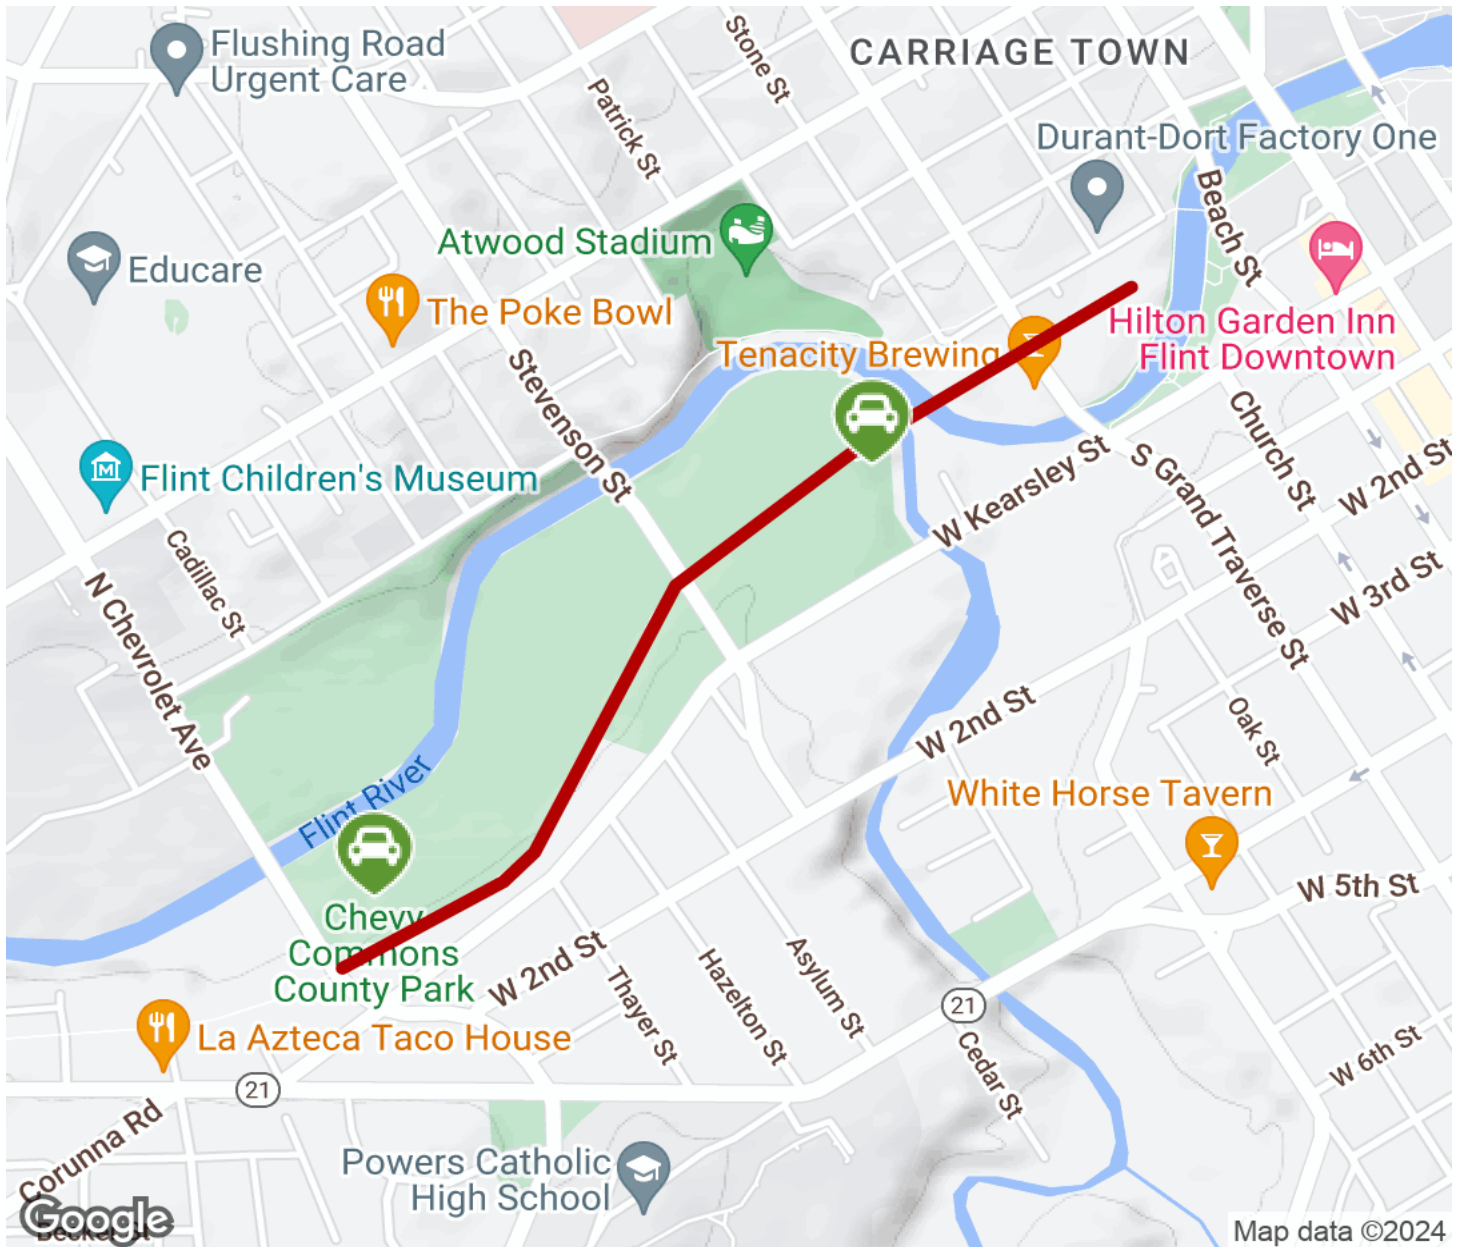 Flushing Road
Urgent Care
CARRIAGE TOWN
Stone St
Patrick St
Durant-Dort Factory One
Beach St
Atwood Stadium
Educare
The Poke Bowl
Hilton Garden Inn
Flint Downtown
Tenacity Brewing
Stevenson St
Church St
Flint Children's Museum
W Kearsley St
S Grand Traverse St
W 2nd St
Cadillac St
N Chevrolet Ave
W 3rd St
W 2nd St
Oak St
Flint River
White Horse Tavern
W 5th St
Chevy
Commons
County Park
W 2nd St
Thayer St
Hazelton St
Asylum St
21
La Azteca Taco House
Cedar St
W 6th St
21
Corunna Rd
Powers Catholic
High School
Google
Map data ©2024